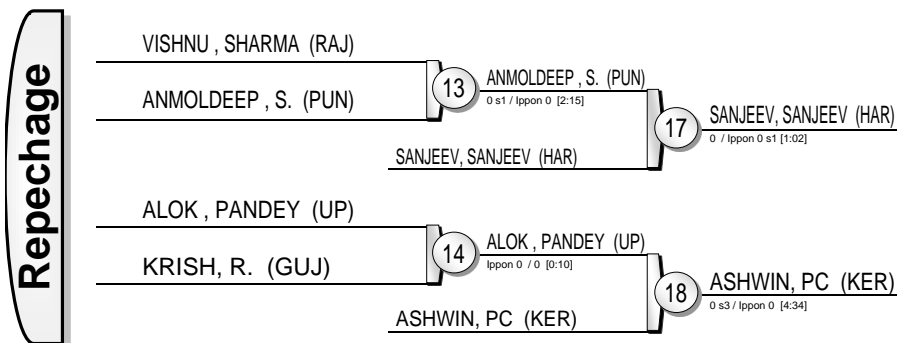 Repechage
VISHNU , SHARMA (RAJ)
ANMOLDEEP , S. (PUN)
13
ANMOLDEEP , S. (PUN)
0 s1 / Ippon 0 [2:15]
SANJEEV, SANJEEV (HAR)
17
SANJEEV, SANJEEV (HAR)
0 / Ippon 0 s1 [1:02]
ALOK , PANDEY (UP)
KRISH, R. (GUJ)
14
ALOK , PANDEY (UP)
Ippon 0 / 0 [0:10]
ASHWIN, PC (KER)
18
ASHWIN, PC (KER)
0 s3 / Ippon 0 [4:34]